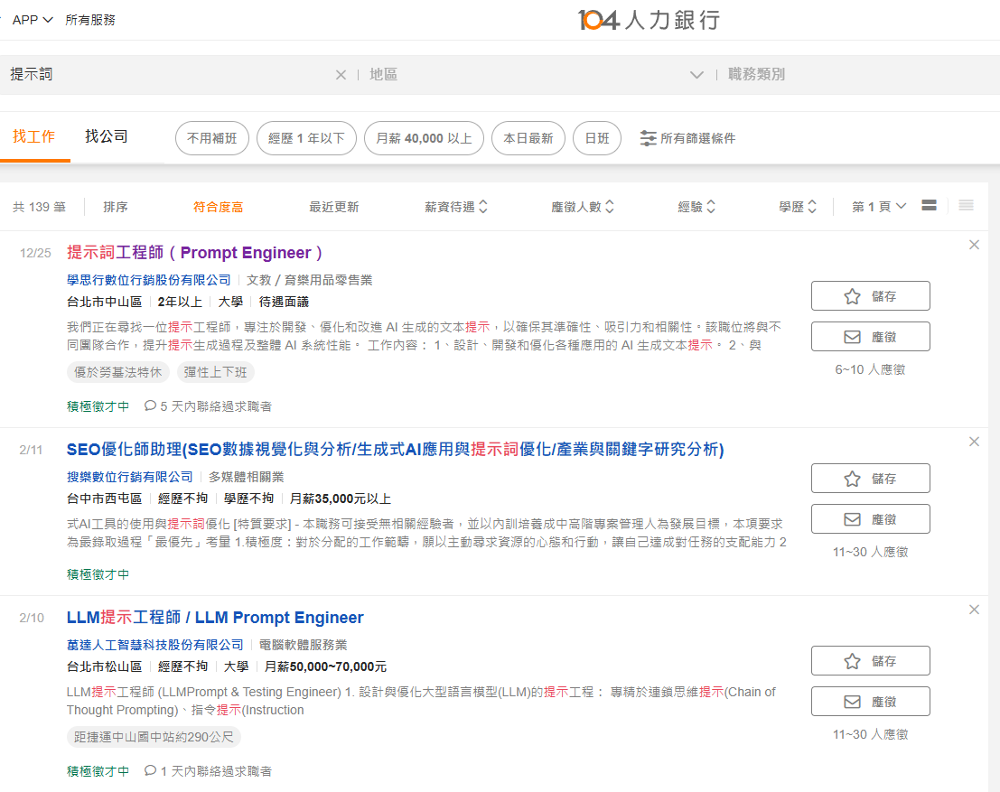 APP 所有服務
104人力銀行
提示詞 地區 職務類別
找工作 找公司 不用補班 經歷 1 年以下 月薪 40,000 以上 本日最新 日班 所有篩選條件
共 139 筆 排序 符合度高 最近更新 薪資待遇 應徵人數 經驗 學歷 第 1 頁
12/25 提示詞工程師 ( Prompt Engineer )
學思行數位行銷股份有限公司 文教 / 育樂用品零售業
台北市中山區 2年以上 大學 待遇面議
我們正在尋找一位提示工程師，專注於開發、優化和改進 AI 生成的文本提示，以確保其準確性、吸引力和相關性。該職位將與不
同團隊合作，提升提示生成過程及整體 AI 系統性能。 工作內容： 1、設計、開發和優化各種應用的 AI 生成文本提示。 2、與
優於勞基法特休 彈性上下班
積極徵才中 5 天內聯絡過求職者
儲存
應徵
6~10 人應徵
2/11 SEO優化師助理(SEO數據視覺化與分析/生成式AI應用與提示詞優化/產業與關鍵字研究分析)
搜樂數位行銷有限公司 多媒體相關業
台中市西屯區 經歷不拘 學歷不拘 月薪35,000元以上
式AI工具的使用與提示詞優化 [特質要求] - 本職務可接受無相關經驗者，並以內訓培養成中高階專案管理人為發展目標，本項要求
為最錄取過程「最優先」考量 1.積極度：對於分配的工作範疇，願以主動尋求資源的心態和行動，讓自己達成對任務的支配能力 2
積極徵才中
儲存
應徵
11~30 人應徵
2/10 LLM提示工程師 / LLM Prompt Engineer
萬達人工智慧科技股份有限公司 電腦軟體服務業
台北市松山區 經歷不拘 大學 月薪50,000~70,000元
LLM提示工程師 (LLMPrompt & Testing Engineer) 1. 設計與優化大型語言模型(LLM)的提示工程： 專精於連鎖思維提示(Chain of
Thought Prompting)、指令提示(Instruction
距捷運中山國中站約290公尺
積極徵才中 1 天內聯絡過求職者
儲存
應徵
11~30 人應徵